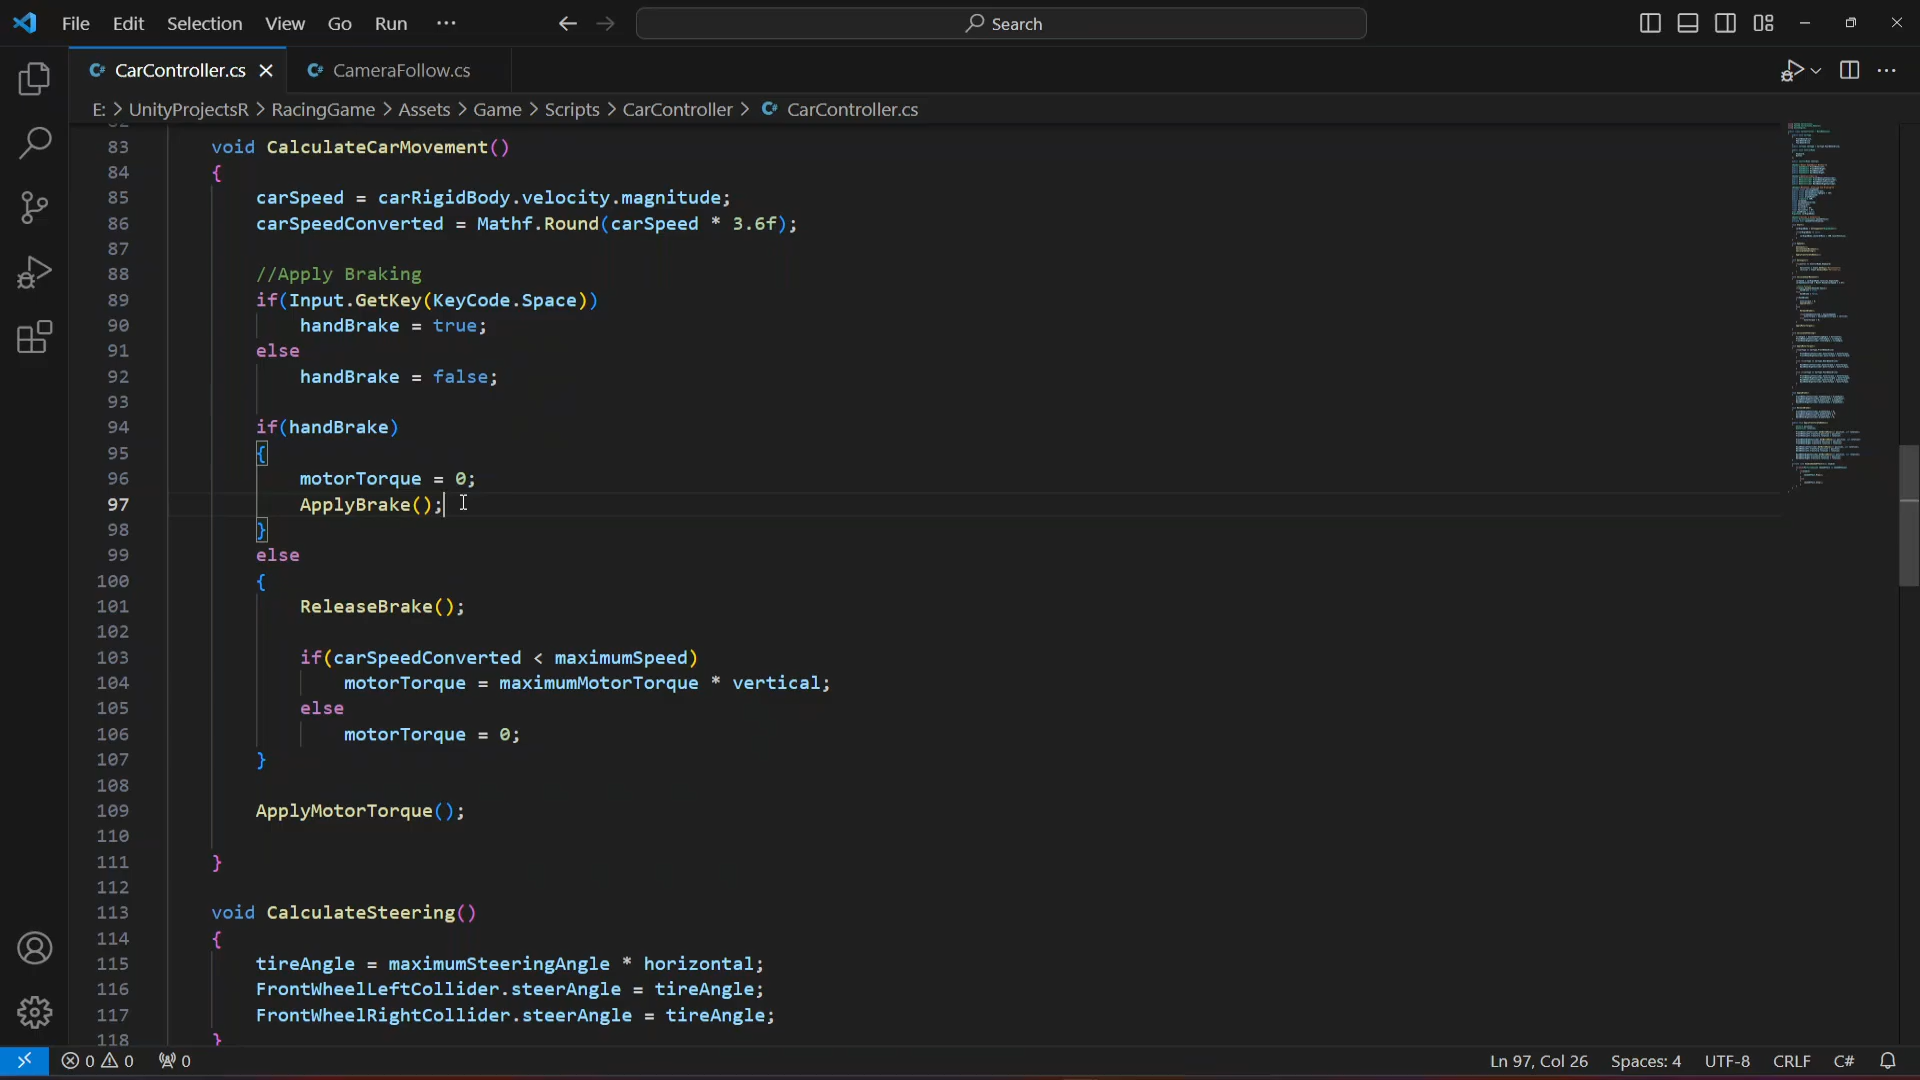 File Edit Selection View Go Run ···
Search
C# CarController.cs
C# CameraFollow.cs
E: > UnityProjectsR > RacingGame > Assets > Game > Scripts > CarController > C# CarController.cs
83 void CalculateCarMovement()
84 {
85 carSpeed = carRigidBody.velocity.magnitude;
86 carSpeedConverted = Mathf.Round(carSpeed * 3.6f);
87
88 //Apply Braking
89 if(Input.GetKey(KeyCode.Space))
90 handBrake = true;
91 else
92 handBrake = false;
93
94 if(handBrake)
95 {
96 motorTorque = 0;
97 ApplyBrake();
98 }
99 else
100 {
101 ReleaseBrake();
102
103 if(carSpeedConverted < maximumSpeed)
104 motorTorque = maximumMotorTorque * vertical;
105 else
106 motorTorque = 0;
107 }
108
109 ApplyMotorTorque();
110
111 }
112
113 void CalculateSteering()
114 {
115 tireAngle = maximumSteeringAngle * horizontal;
116 FrontWheelLeftCollider.steerAngle = tireAngle;
117 FrontWheelRightCollider.steerAngle = tireAngle;
118 }
0 0 0
Ln 97, Col 26 Spaces: 4 UTF-8 CRLF C#